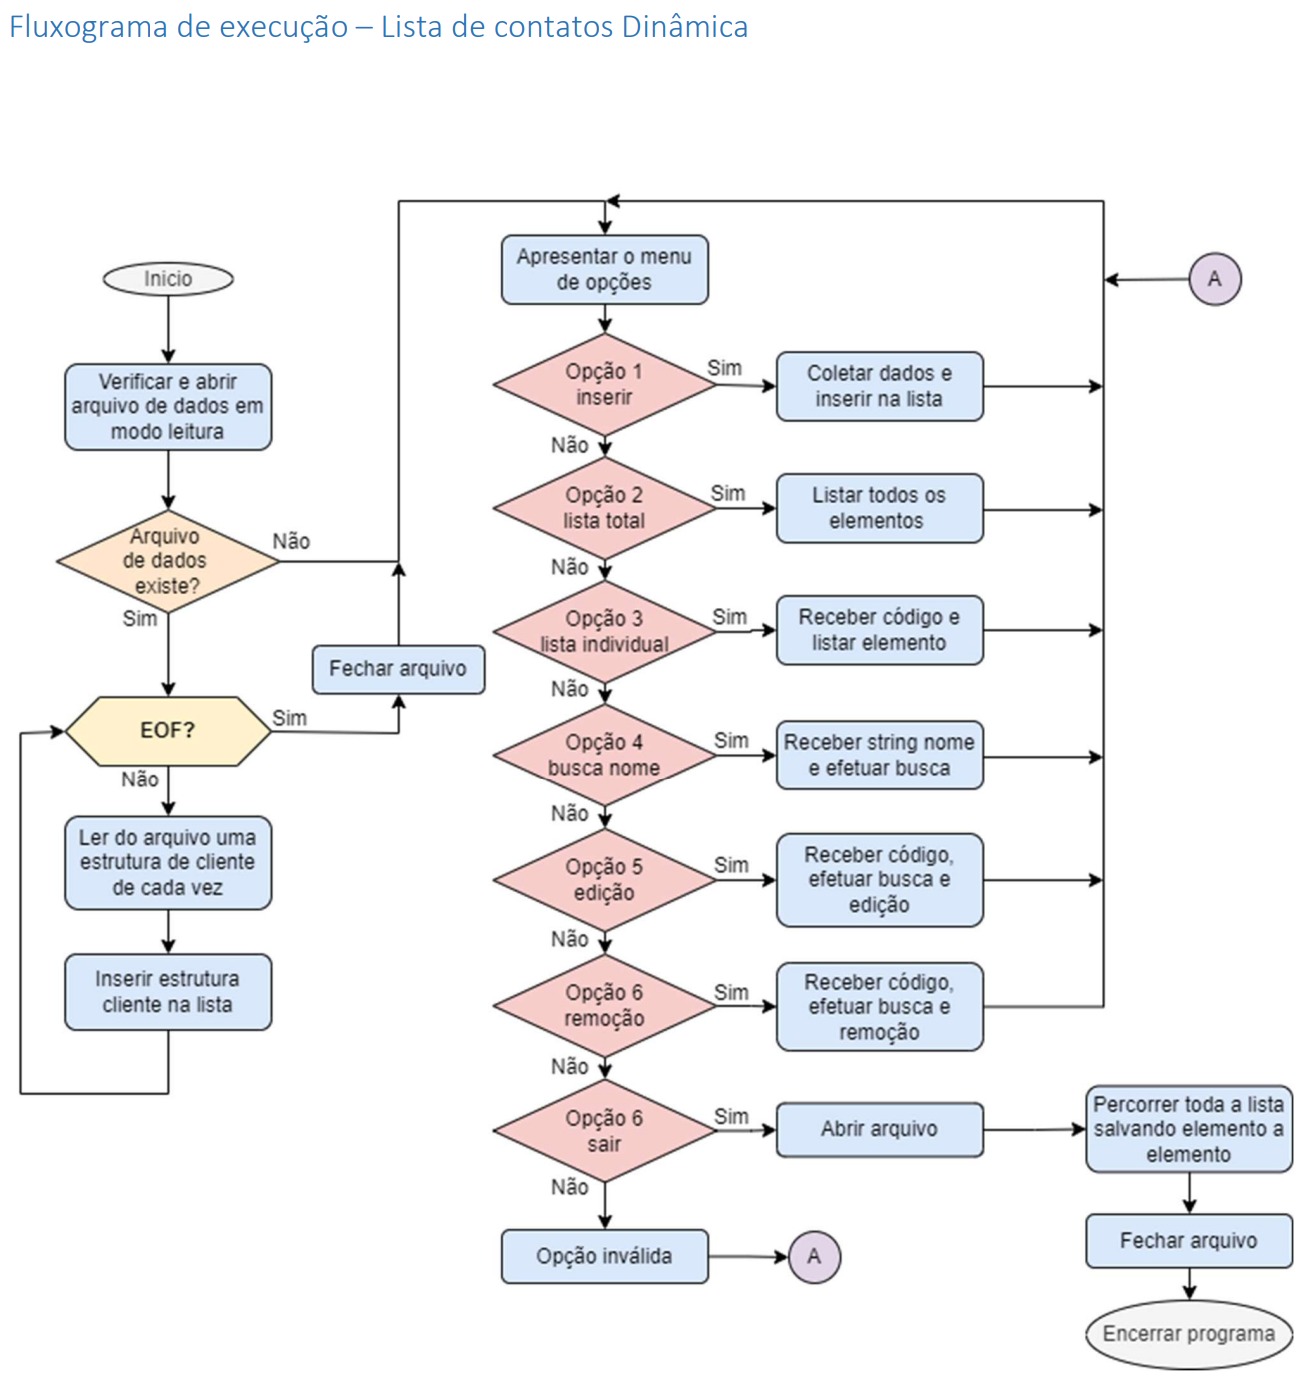 Fluxograma de execução – Lista de contatos Dinâmica
Inicio
Verificar e abrir
arquivo de dados em
modo leitura
Arquivo
de dados
existe?
Não
Sim
Fechar arquivo
EOF?
Sim
Não
Ler do arquivo uma
estrutura de cliente
de cada vez
Inserir estrutura
cliente na lista
Apresentar o menu
de opções
A
Opção 1
inserir
Sim
Coletar dados e
inserir na lista
Não
Opção 2
lista total
Sim
Listar todos os
elementos
Não
Opção 3
lista individual
Sim
Receber código e
listar elemento
Não
Opção 4
busca nome
Sim
Receber string nome
e efetuar busca
Não
Opção 5
edição
Sim
Receber código,
efetuar busca e
edição
Não
Opção 6
remoção
Sim
Receber código,
efetuar busca e
remoção
Não
Opção 6
sair
Sim
Abrir arquivo
Percorrer toda a lista
salvando elemento a
elemento
Não
Opção inválida
A
Fechar arquivo
Encerrar programa